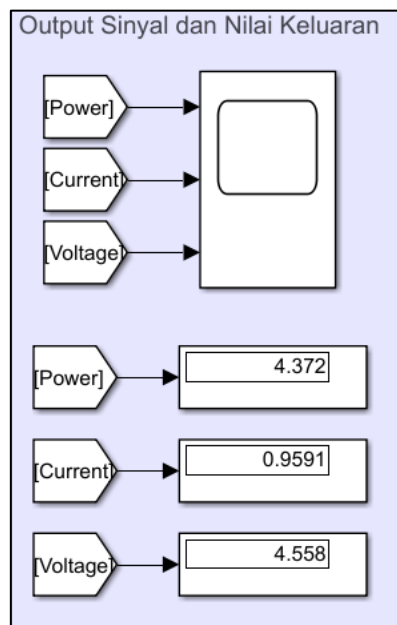 Output Sinyal dan Nilai Keluaran
[Power]
[Current]
[Voltage]
[Power]
4.372
[Current]
0.9591
[Voltage]
4.558